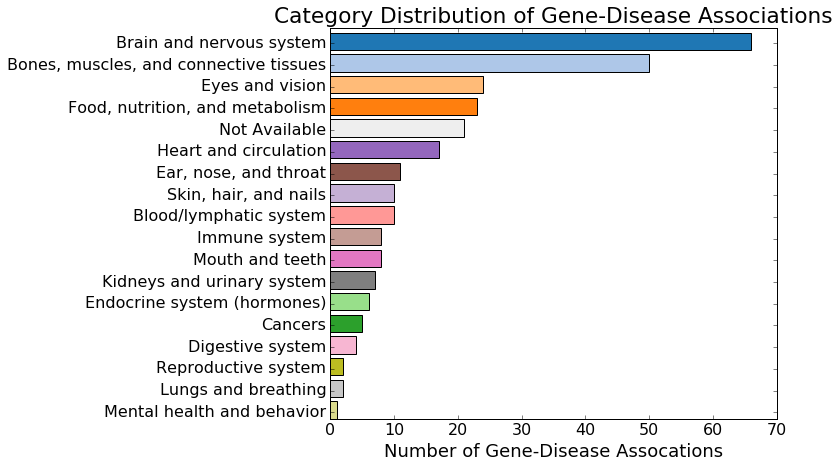 Category Distribution of Gene-Disease Associations
Brain and nervous system
Bones, muscles, and connective tissues
Eyes and vision
Food, nutrition, and metabolism
Not Available
Heart and circulation
Ear, nose, and throat
Skin, hair, and nails
Blood/lymphatic system
Immune system
Mouth and teeth
Kidneys and urinary system
Endocrine system (hormones)
Cancers
Digestive system
Reproductive system
Lungs and breathing
Mental health and behavior
0 10 20 30 40 50 60 70
Number of Gene-Disease Assocations